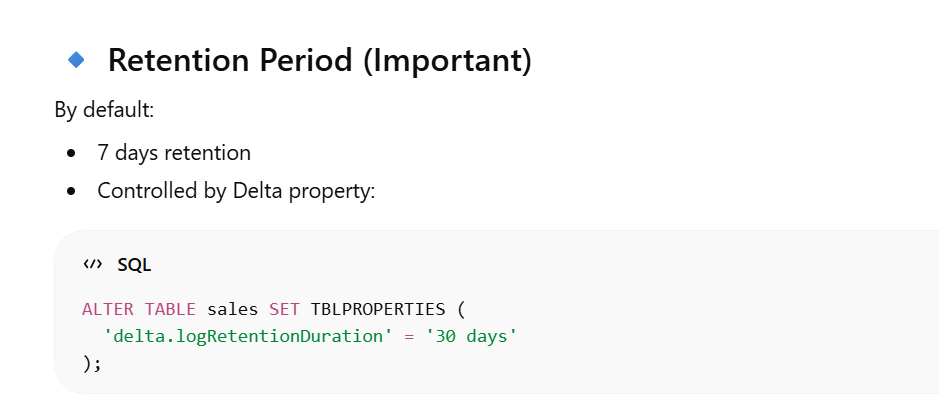 Retention Period (Important)
By default:
7 days retention
Controlled by Delta property:
SQL
ALTER TABLE sales SET TBLPROPERTIES (
'delta.logRetentionDuration' = '30 days'
);